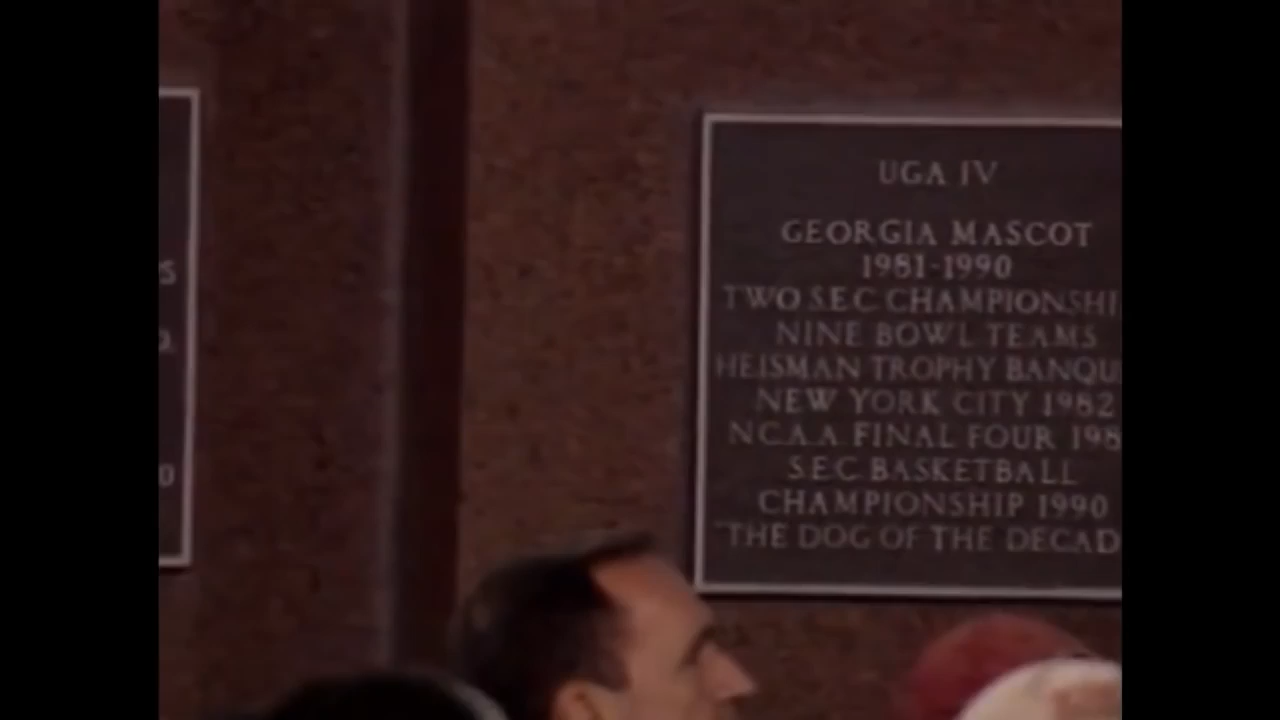 S
D.
0
UGA IV
GEORGIA MASCOT
1981-1990
TWO S.E.C. CHAMPIONSHI
NINE BOWL TEAMS
HEISMAN TROPHY BANQU
NEW YORK CITY 1982
N.C.A.A FINAL FOUR 198
S.E.C. BASKETBALL
CHAMPIONSHIP 1990
"THE DOG OF THE DECAD